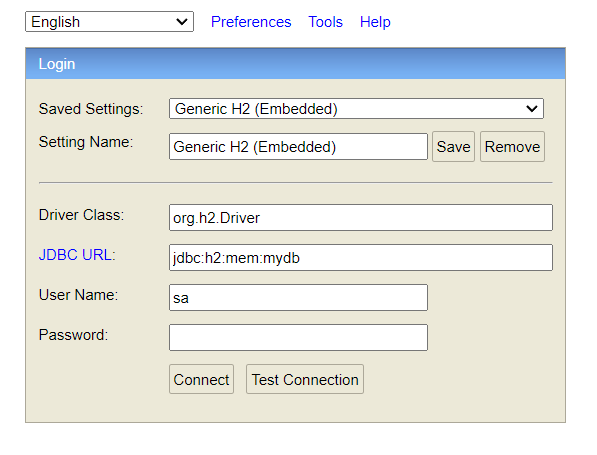 English Preferences Tools Help
Login
Saved Settings: Generic H2 (Embedded)
Setting Name: Generic H2 (Embedded) Save Remove
Driver Class: org.h2.Driver
JDBC URL: jdbc:h2:mem:mydb
User Name: sa
Password:
Connect Test Connection